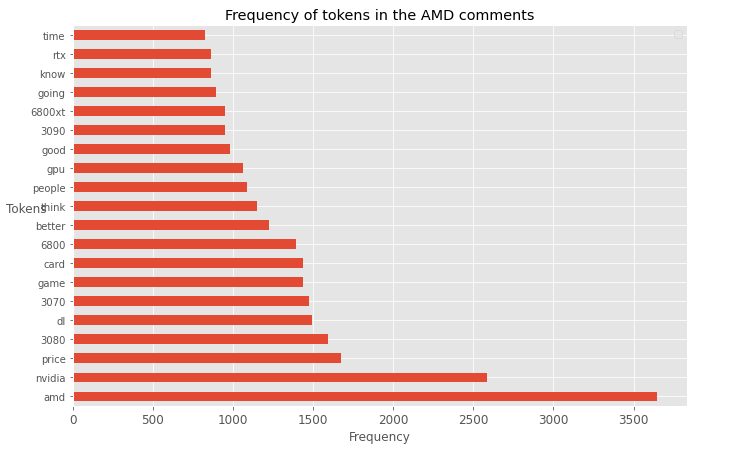 Frequency of tokens in the AMD comments
time
rtx
know
going
6800xt
3090
good
gpu
people
think
Tokens
better
6800
card
game
3070
dl
3080
price
nvidia
amd
0 500 1000 1500 2000 2500 3000 3500
Frequency